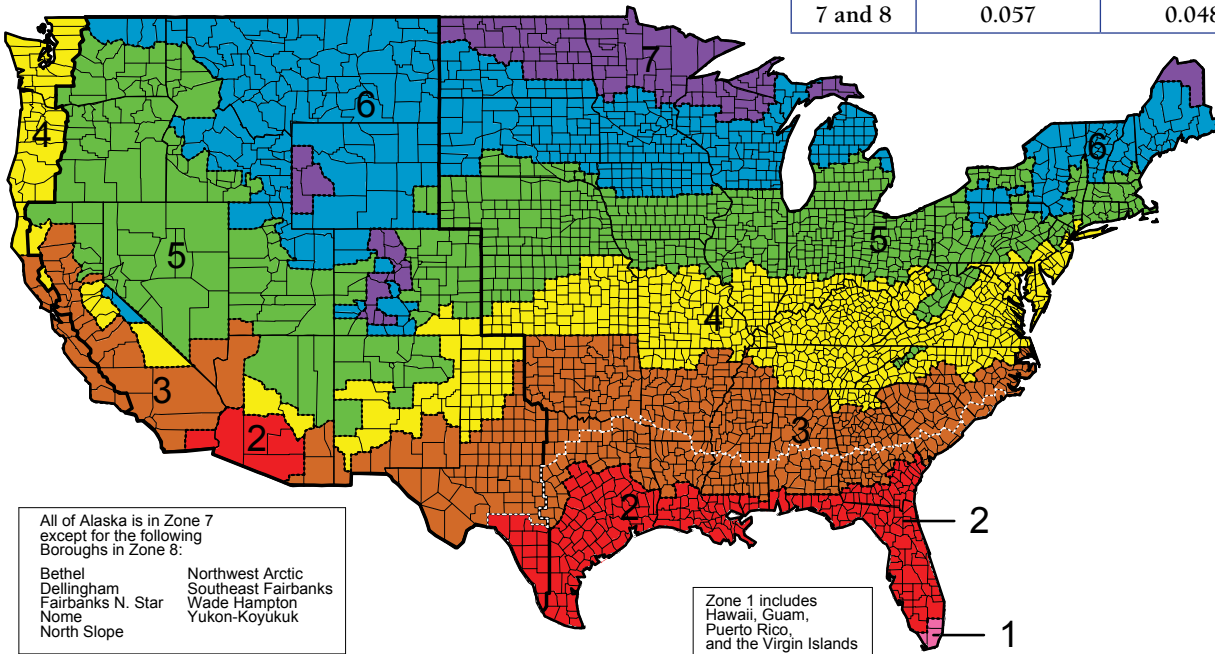 7 and 8 0.057 0.048
7
6
4
6
5
5
4
3
3
2
2
2
1
All of Alaska is in Zone 7
except for the following
Boroughs in Zone 8:
Bethel Northwest Arctic
Dellingham Southeast Fairbanks
Fairbanks N. Star Wade Hampton
Nome Yukon-Koyukuk
North Slope
Zone 1 includes
Hawaii, Guam,
Puerto Rico,
and the Virgin Islands